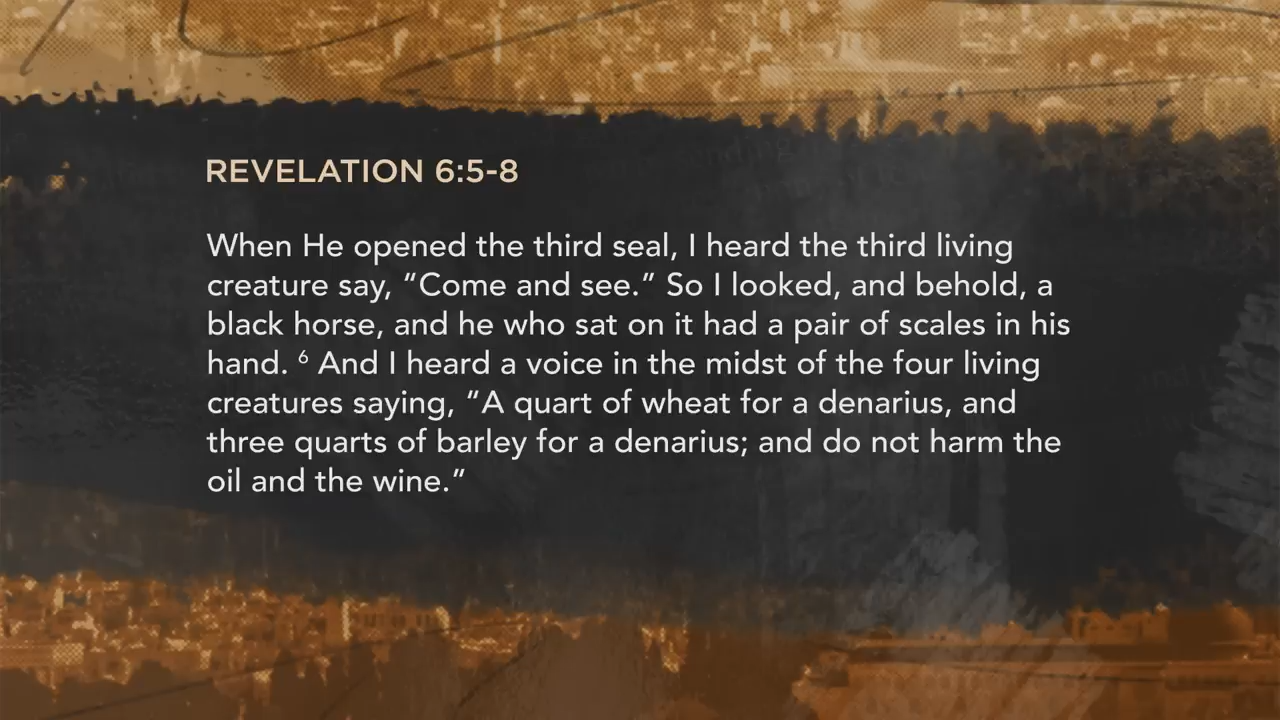 REVELATION 6:5-8
When He opened the third seal, I heard the third living
creature say, “Come and see.” So I looked, and behold, a
black horse, and he who sat on it had a pair of scales in his
hand. ⁶ And I heard a voice in the midst of the four living
creatures saying, “A quart of wheat for a denarius, and
three quarts of barley for a denarius; and do not harm the
oil and the wine.”